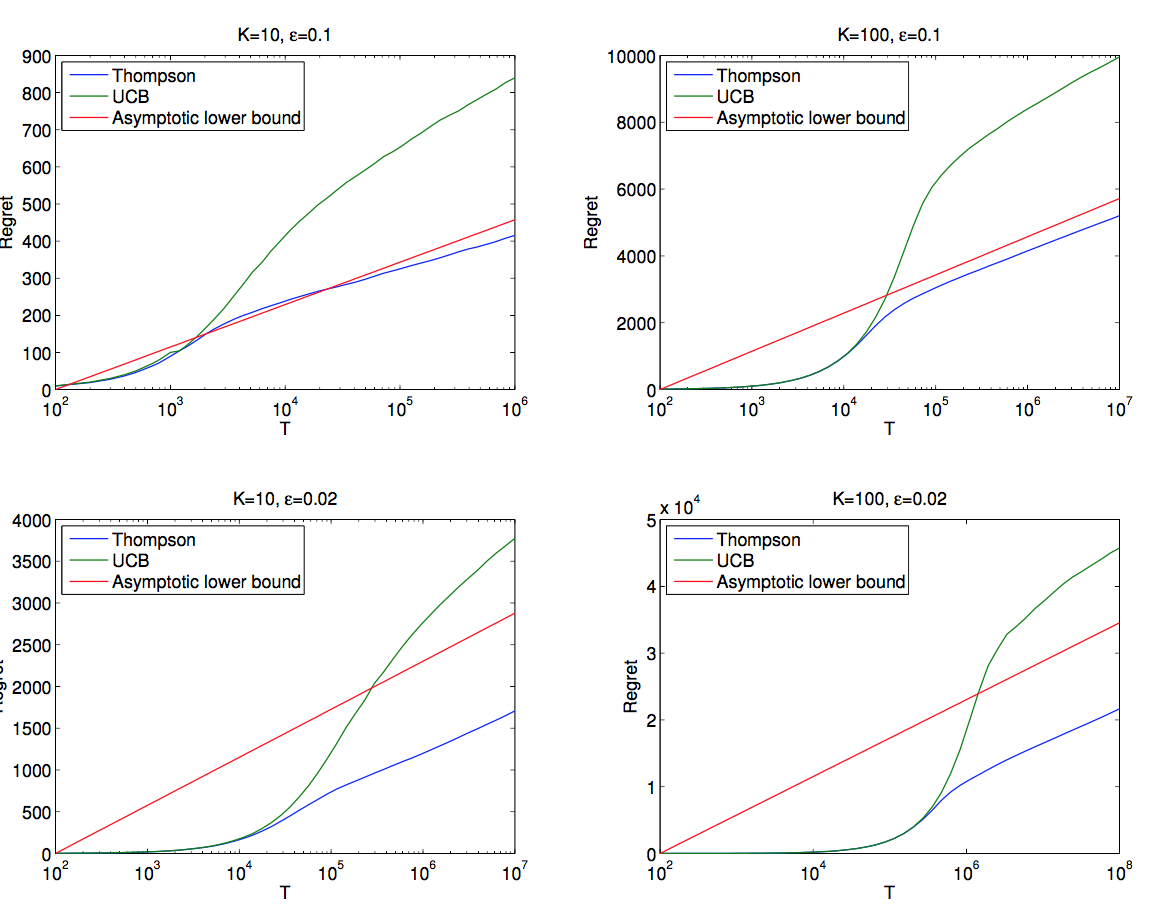 K=10, ε=0.1
900
800
700
600
500
400
300
200
100
0
Regret
Thompson
UCB
Asymptotic lower bound
10^2 10^3 10^4 10^5 10^6
T
K=100, ε=0.1
10000
8000
6000
4000
2000
0
Regret
Thompson
UCB
Asymptotic lower bound
10^2 10^3 10^4 10^5 10^6 10^7
T
K=10, ε=0.02
4000
3500
3000
2500
2000
1500
1000
500
0
Regret
Thompson
UCB
Asymptotic lower bound
10^2 10^3 10^4 10^5 10^6 10^7
T
K=100, ε=0.02
x 10^4
5
4
3
2
1
0
Regret
Thompson
UCB
Asymptotic lower bound
10^2 10^4 10^6 10^8
T